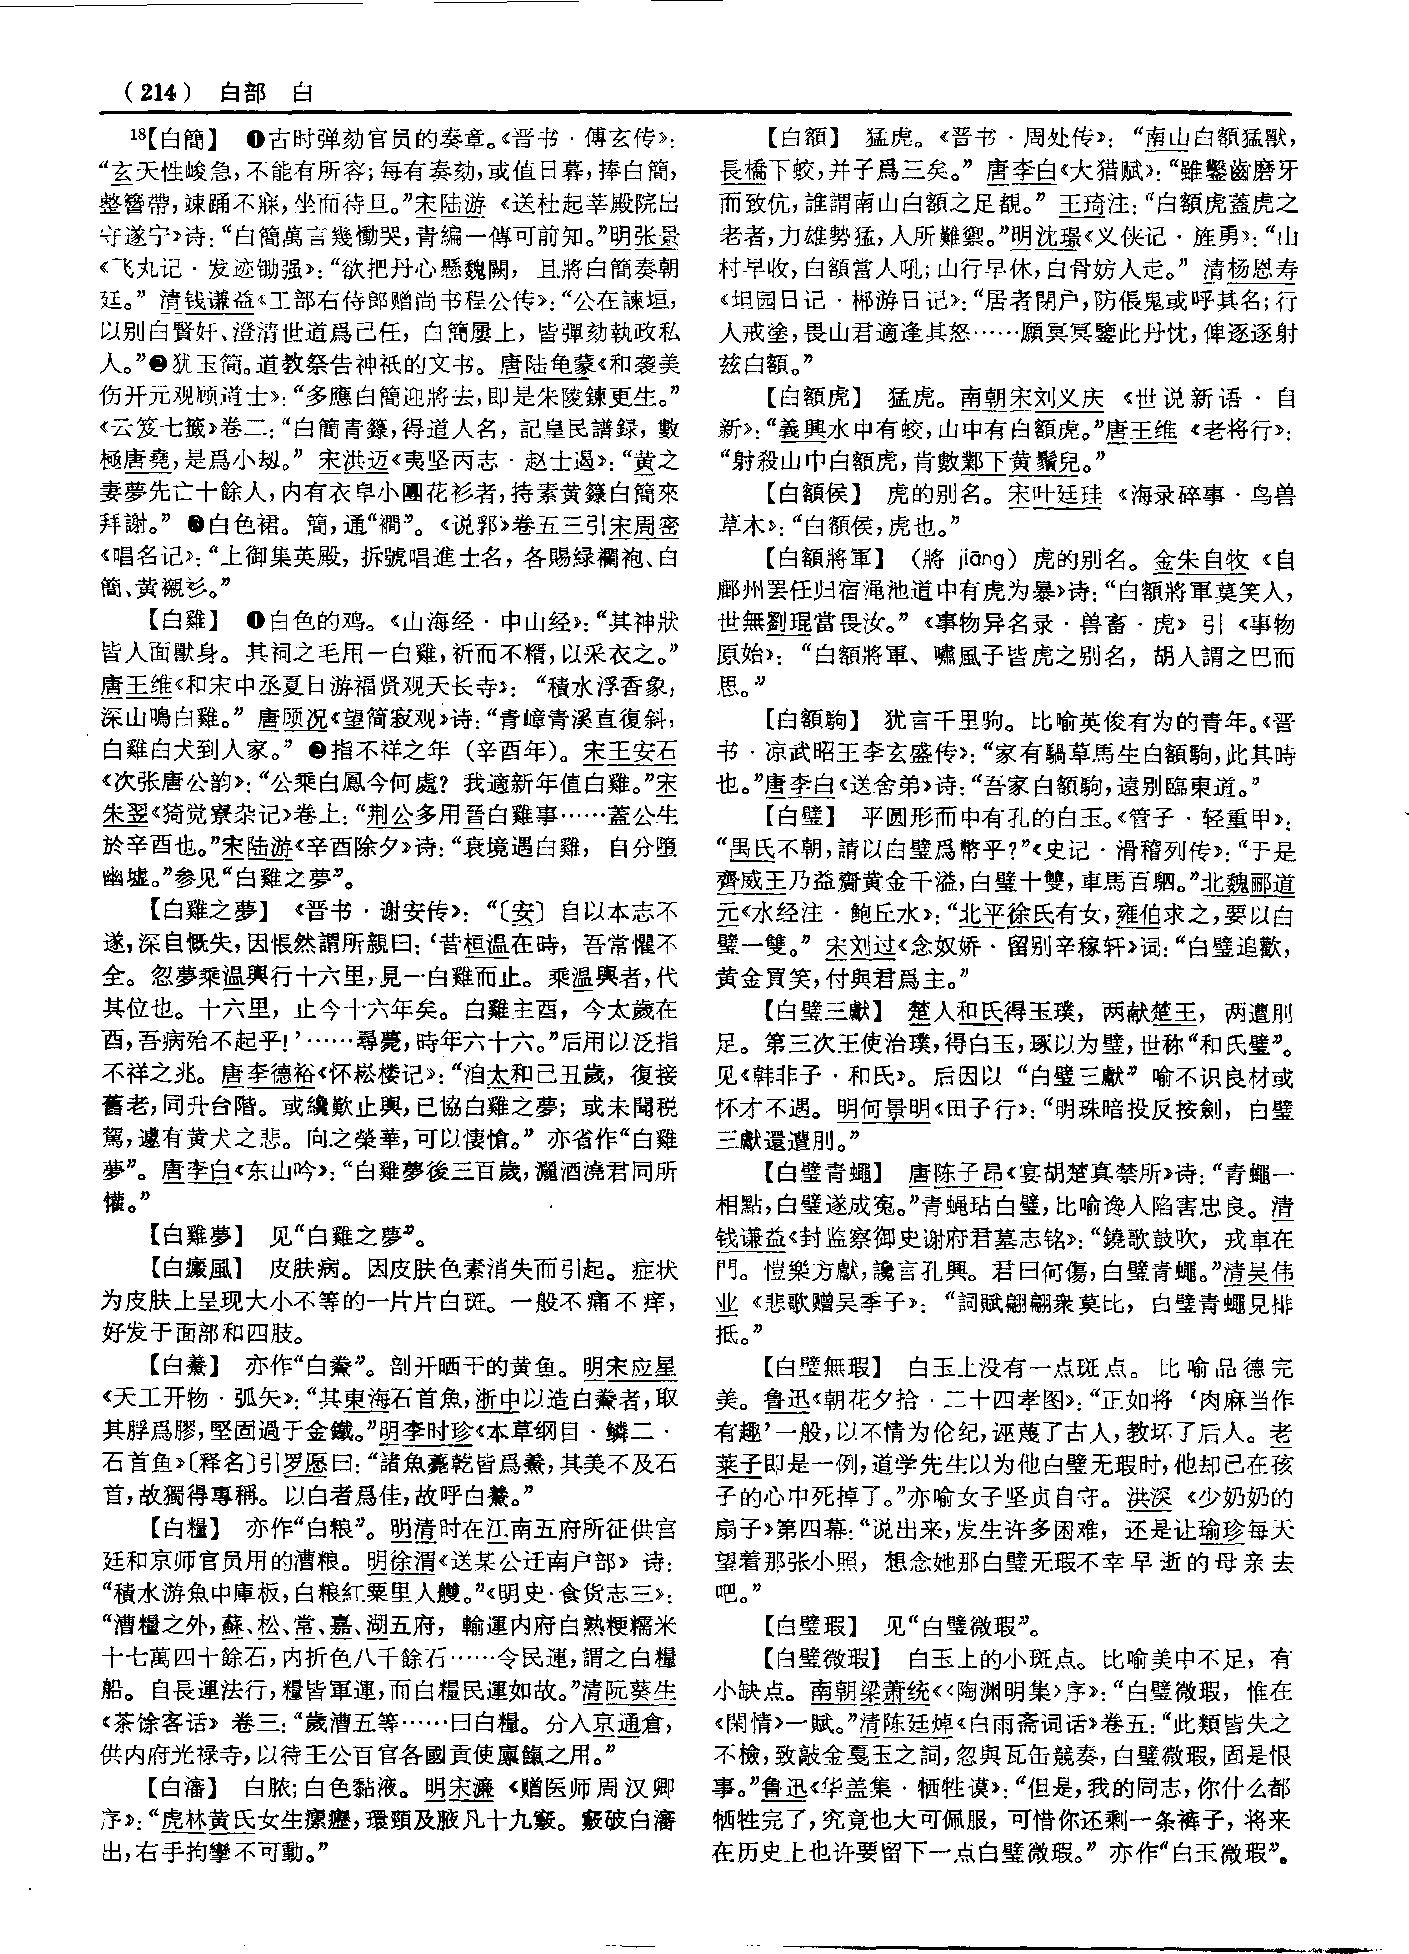 （214） 白部 白
¹⁸【白簡】 ❶古时弹劾官员的奏章。《晋书·傅玄传》：
“玄天性峻急，不能有所容；每有奏劾，或值日暮，捧白簡，
整簪帶，竦踊不寐，坐而待旦。”宋陆游《送杜起莘殿院出
守遂宁》诗：“白簡萬言幾慟哭，青編一傳可前知。”明张景
《飞丸记·发迹锄强》：“欲把丹心懸魏闕，且將白簡奏朝
廷。”清钱谦益《工部右侍郎赠尚书程公传》：“公在諫垣，
以别白賢奸、澄清世道爲己任，白簡屢上，皆彈劾執政私
人。”❷犹玉简。道教祭告神祇的文书。唐陆龟蒙《和袭美
伤开元观顾道士》：“多應白簡迎將去，即是朱陵鍊更生。”
《云笈七籤》卷二：“白簡青籙，得道人名，記皇民譜録，數
極唐堯，是爲小劫。”宋洪迈《夷坚丙志·赵士遏》：“黄之
妻夢先亡十餘人，内有衣皁小團花衫者，持素黄籙白簡來
拜謝。”❸白色裙。簡，通“襉”。《说郛》卷五三引宋周密
《唱名记》：“上御集英殿，拆號唱進士名，各賜緑襴袍、白
簡、黄襯衫。”
【白雞】 ❶白色的鸡。《山海经·中山经》：“其神狀
皆人面獸身。其祠之毛用一白雞，祈而不糈，以采衣之。”
唐王维《和宋中丞夏日游福贤观天长寺》：“積水浮香象，
深山鳴白雞。”唐顾况《望简寂观》诗：“青嶂青溪直復斜，
白雞白犬到人家。”❷指不祥之年（辛酉年）。宋王安石
《次张唐公韵》：“公乘白鳳今何處？我適新年值白雞。”宋
朱翌《猗觉寮杂记》卷上：“荆公多用晉白雞事……蓋公生
於辛酉也。”宋陆游《辛酉除夕》诗：“衰境遇白雞，自分墮
幽墟。”参见“白雞之夢”。
【白雞之夢】 《晋书·谢安传》：“〔安〕自以本志不
遂，深自慨失，因悵然謂所親曰：‘昔桓温在時，吾常懼不
全。忽夢乘温輿行十六里，見一白雞而止。乘温輿者，代
其位也。十六里，止今十六年矣。白雞主酉，今太歲在
酉，吾病殆不起乎！’……尋薨，時年六十六。”后用以泛指
不祥之兆。唐李德裕《怀崧楼记》：“洎太和己丑歲，復接
舊老，同升台階。或纔歎止輿，已協白雞之夢；或未聞税
駕，遽有黄犬之悲。向之榮華，可以悽愴。”亦省作“白雞
夢”。唐李白《东山吟》：“白雞夢後三百歲，灑酒澆君同所
懽。”
【白雞夢】 见“白雞之夢”。
【白癜風】 皮肤病。因皮肤色素消失而引起。症状
为皮肤上呈现大小不等的一片片白斑。一般不痛不痒，
好发于面部和四肢。
【白鯗】 亦作“白鮝”。剖开晒干的黄鱼。明宋应星
《天工开物·弧矢》：“其東海石首魚，浙中以造白鯗者，取
其脬爲膠，堅固過于金鐵。”明李时珍《本草纲目·鳞二·
石首鱼》〔释名〕引罗愿曰：“諸魚薧乾皆爲鯗，其美不及石
首，故獨得專稱。以白者爲佳，故呼白鯗。”
【白糧】 亦作“白粮”。明清时在江南五府所征供宫
廷和京师官员用的漕粮。明徐渭《送某公迁南户部》诗：
“積水游魚中庫板，白粮紅粟里人艘。”《明史·食货志三》：
“漕糧之外，蘇、松、常、嘉、湖五府，輸運内府白熟粳糯米
十七萬四十餘石，内折色八千餘石……令民運，謂之白糧
船。自長運法行，糧皆軍運，而白糧民運如故。”清阮葵生
《茶馀客话》卷三：“歲漕五等……曰白糧。分入京通倉，
供内府光禄寺，以待王公百官各國貢使廪餼之用。”
【白瀋】 白脓；白色黏液。明宋濂《赠医师周汉卿
序》：“虎林黄氏女生瘰癧，環頸及腋凡十九竅。竅破白瀋
出，右手拘攣不可動。”
【白額】 猛虎。《晋书·周处传》：“南山白額猛獸，
長橋下蛟，并子爲三矣。”唐李白《大猎赋》：“雖鑿齒磨牙
而致伉，誰謂南山白額之足覩。”王琦注：“白額虎蓋虎之
老者，力雄勢猛，人所難禦。”明沈璟《义侠记·旌勇》：“山
村早收，白額當人吼；山行早休，白骨妨人走。”清杨恩寿
《坦园日记·郴游日记》：“居者閉户，防倀鬼或呼其名；行
人戒塗，畏山君適逢其怒……願冥冥鑒此丹忱，俾逐逐射
兹白額。”
【白額虎】 猛虎。南朝宋刘义庆《世说新语·自
新》：“義興水中有蛟，山中有白額虎。”唐王维《老将行》：
“射殺山中白額虎，肯數鄴下黄鬚兒。”
【白額侯】 虎的别名。宋叶廷珪《海录碎事·鸟兽
草木》：“白額侯，虎也。”
【白額將軍】 （將 jiāng）虎的别名。金朱自牧《自
鄜州罢任归宿渑池道中有虎为暴》诗：“白額將軍莫笑人，
世無劉琨當畏汝。”《事物异名录·兽畜·虎》引《事物
原始》：“白額將軍、嘯風子皆虎之别名，胡人謂之巴而
思。”
【白額駒】 犹言千里驹。比喻英俊有为的青年。《晋
书·凉武昭王李玄盛传》：“家有騧草馬生白額駒，此其時
也。”唐李白《送舍弟》诗：“吾家白額駒，遠别臨東道。”
【白璧】 平圆形而中有孔的白玉。《管子·轻重甲》：
“禺氏不朝，請以白璧爲幣乎？”《史记·滑稽列传》：“于是
齊威王乃益齎黄金千溢，白璧十雙，車馬百駟。”北魏郦道
元《水经注·鲍丘水》：“北平徐氏有女，雍伯求之，要以白
璧一雙。”宋刘过《念奴娇·留别辛稼轩》词：“白璧追歡，
黄金買笑，付與君爲主。”
【白璧三獻】 楚人和氏得玉璞，两献楚王，两遭刖
足。第三次王使治璞，得白玉，琢以为璧，世称“和氏璧”。
见《韩非子·和氏》。后因以“白璧三獻”喻不识良材或
怀才不遇。明何景明《田子行》：“明珠暗投反按劍，白璧
三獻還遭刖。”
【白璧青蠅】 唐陈子昂《宴胡楚真禁所》诗：“青蠅一
相點，白璧遂成冤。”青蝇玷白璧，比喻谗人陷害忠良。清
钱谦益《封监察御史谢府君墓志铭》：“鐃歌鼓吹，戎車在
門。愷樂方獻，讒言孔興。君曰何傷，白璧青蠅。”清吴伟
业《悲歌赠吴季子》：“詞賦翩翩衆莫比，白璧青蠅見排
抵。”
【白璧無瑕】 白玉上没有一点斑点。比喻品德完
美。鲁迅《朝花夕拾·二十四孝图》：“正如将‘肉麻当作
有趣’一般，以不情为伦纪，诬蔑了古人，教坏了后人。老
莱子即是一例，道学先生以为他白璧无瑕时，他却已在孩
子的心中死掉了。”亦喻女子坚贞自守。洪深《少奶奶的
扇子》第四幕：“说出来，发生许多困难，还是让瑜珍每天
望着那张小照，想念她那白璧无瑕不幸早逝的母亲去
吧。”
【白璧瑕】 见“白璧微瑕”。
【白璧微瑕】 白玉上的小斑点。比喻美中不足，有
小缺点。南朝梁萧统《〈陶渊明集〉序》：“白璧微瑕，惟在
《閑情》一賦。”清陈廷焯《白雨斋词话》卷五：“此類皆失之
不檢，致敲金戛玉之詞，忽與瓦缶競奏，白璧微瑕，固是恨
事。”鲁迅《华盖集·牺牲谟》：“但是，我的同志，你什么都
牺牲完了，究竟也大可佩服，可惜你还剩一条裤子，将来
在历史上也许要留下一点白璧微瑕。”亦作“白玉微瑕”。